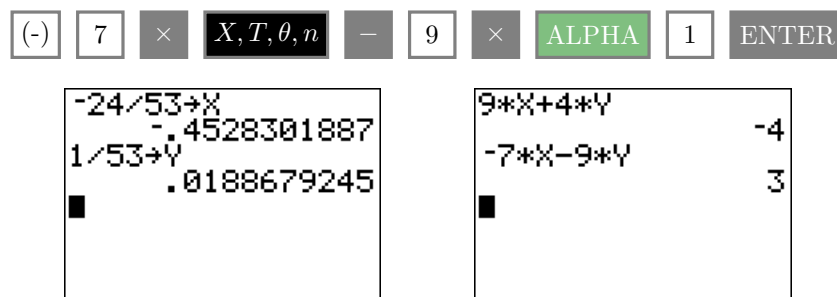 (-) 7 × X, T, θ, n − 9 × ALPHA 1 ENTER
-24/53→X
-.4528301887
1/53→Y
.0188679245
9*X+4*Y
-4
-7*X-9*Y
3